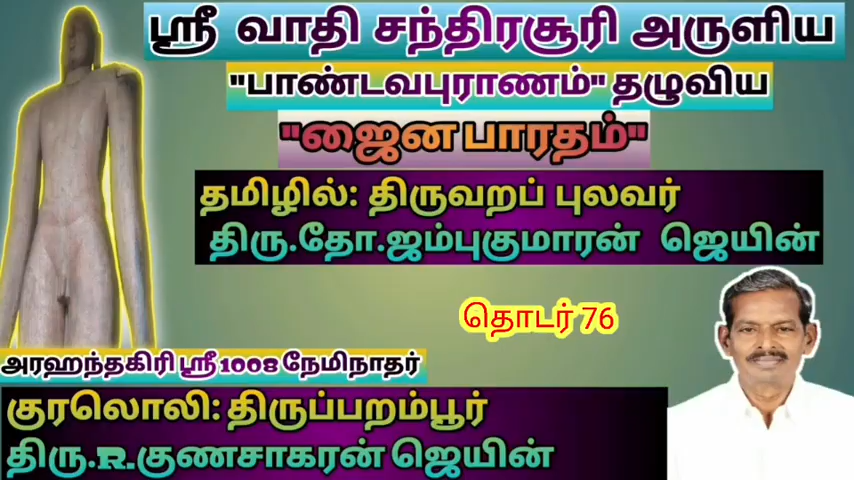 ஸ்ரீ வாதி சந்திரசூரி அருளிய
"பாண்டவபுராணம்" தழுவிய
"ஜைன பாரதம்"
தமிழில்: திருவறப் புலவர்
திரு.தோ.ஜம்புகுமாரன் ஜெயின்
தொடர் 76
அரஹந்தகிரி ஸ்ரீ 1008 நேமிநாதர்
குரலொலி: திருப்பறம்பூர்
திரு.R.குணசாகரன் ஜெயின்